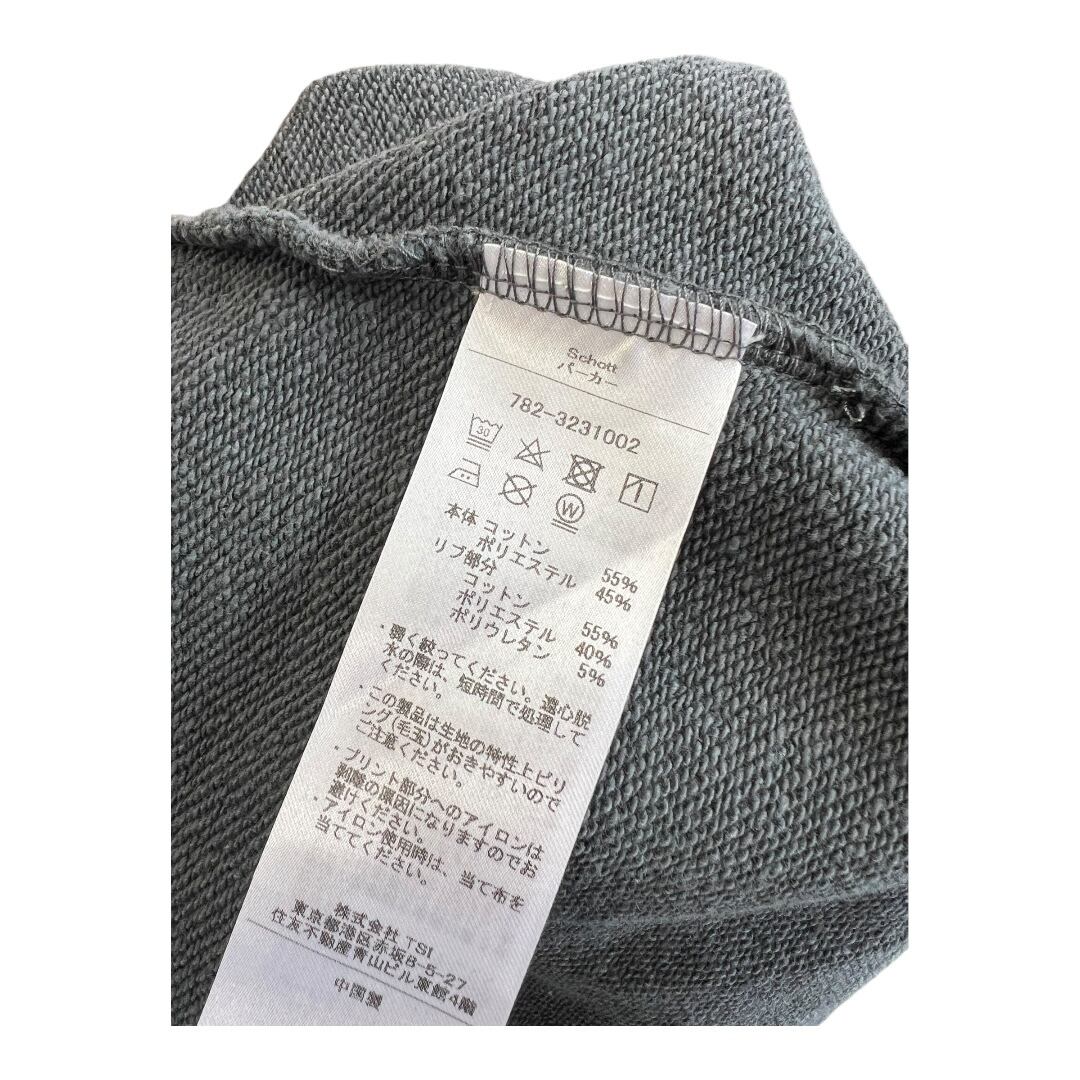 Schott
パーカー
782-3231002
30
1
W
本体 コットン 55%
ポリエステル 45%
リブ部分
コットン 55%
ポリエステル 40%
ポリウレタン 5%
・弱く絞ってください。遠心脱
水の際は、短時間で処理して
ください。
・この製品は生地の特性上ピリ
ング(毛玉)がおきやすいので
ご注意ください。
・プリント部分へのアイロンは
剥離の原因になりますのでお
避けください。
・アイロン使用時は、当て布を
当ててください。
株式会社 TSI
東京都港区赤坂8-5-27
住友不動産青山ビル東館4階
中国製